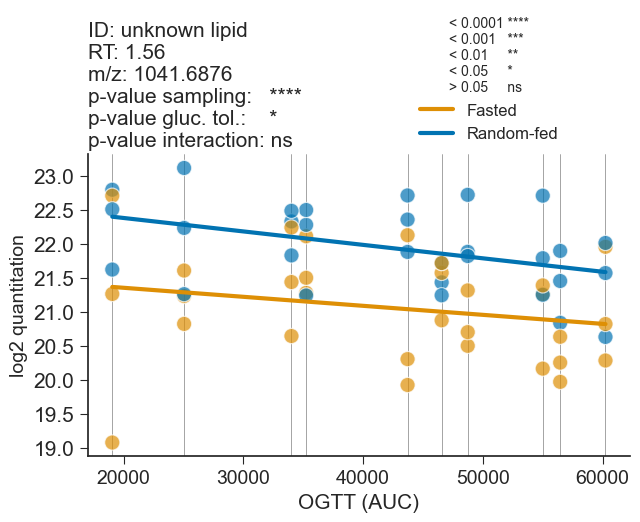 ID: unknown lipid
RT: 1.56
m/z: 1041.6876
p-value sampling: ****
p-value gluc. tol.: *
p-value interaction: ns
< 0.0001 ****
< 0.001 ***
< 0.01 **
< 0.05 *
> 0.05 ns
Fasted
Random-fed
log2 quantitation
23.0
22.5
22.0
21.5
21.0
20.5
20.0
19.5
19.0
20000 30000 40000 50000 60000
OGTT (AUC)